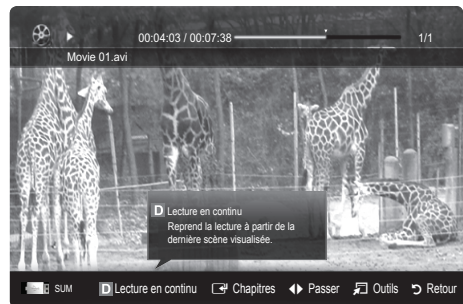 00:04:03 / 00:07:38 1/1
Movie 01.avi
D Lecture en continu
Reprend la lecture à partir de la
dernière scène visualisée.
SUM D Lecture en continu Chapitres Passer Outils Retour